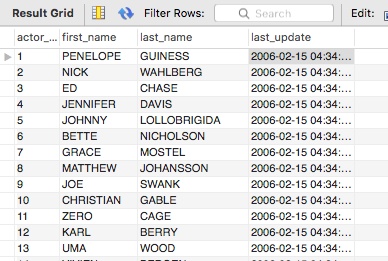 Result Grid Filter Rows: Search Edit:
actor_... first_name last_name last_update
1 PENELOPE GUINESS 2006-02-15 04:34:...
2 NICK WAHLBERG 2006-02-15 04:34:...
3 ED CHASE 2006-02-15 04:34:...
4 JENNIFER DAVIS 2006-02-15 04:34:...
5 JOHNNY LOLLOBRIGIDA 2006-02-15 04:34:...
6 BETTE NICHOLSON 2006-02-15 04:34:...
7 GRACE MOSTEL 2006-02-15 04:34:...
8 MATTHEW JOHANSSON 2006-02-15 04:34:...
9 JOE SWANK 2006-02-15 04:34:...
10 CHRISTIAN GABLE 2006-02-15 04:34:...
11 ZERO CAGE 2006-02-15 04:34:...
12 KARL BERRY 2006-02-15 04:34:...
13 UMA WOOD 2006-02-15 04:34:...